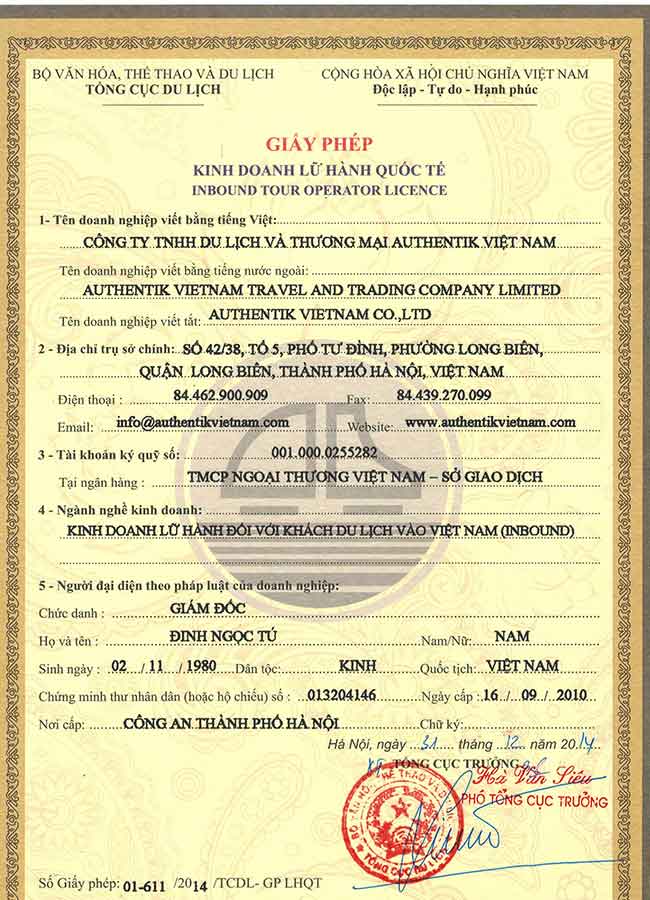 BỘ VĂN HÓA, THỂ THAO VÀ DU LỊCH
TỔNG CỤC DU LỊCH
CỘNG HÒA XÃ HỘI CHỦ NGHĨA VIỆT NAM
Độc lập - Tự do - Hạnh phúc
GIẤY PHÉP
KINH DOANH LỮ HÀNH QUỐC TẾ
INBOUND TOUR OPERATOR LICENCE
1- Tên doanh nghiệp viết bằng tiếng Việt:
CÔNG TY TNHH DU LỊCH VÀ THƯƠNG MẠI AUTHENTIK VIỆT NAM
Tên doanh nghiệp viết bằng tiếng nước ngoài:
AUTHENTIK VIETNAM TRAVEL AND TRADING COMPANY LIMITED
Tên doanh nghiệp viết tắt: AUTHENTIK VIETNAM CO.,LTD
2 - Địa chỉ trụ sở chính: SỐ 42/38, TỔ 5, PHỐ TƯ ĐÌNH, PHƯỜNG LONG BIÊN,
QUẬN LONG BIÊN, THÀNH PHỐ HÀ NỘI, VIỆT NAM
Điện thoại : 84.462.900.909 Fax: 84.439.270.099
Email: info@authentikvietnam.com Website: www.authentikvietnam.com
3 - Tài khoản ký quỹ số: 001.000.0255282
Tại ngân hàng : TMCP NGOẠI THƯƠNG VIỆT NAM – SỞ GIAO DỊCH
4 - Ngành nghề kinh doanh:
KINH DOANH LỮ HÀNH ĐỐI VỚI KHÁCH DU LỊCH VÀO VIỆT NAM (INBOUND)
5 - Người đại diện theo pháp luật của doanh nghiệp:
Chức danh : GIÁM ĐỐC
Họ và tên : ĐINH NGỌC TÚ Nam/Nữ: NAM
Sinh ngày : 02 / 11 / 1980 Dân tộc: KINH Quốc tịch: VIỆT NAM
Chứng minh thư nhân dân (hoặc hộ chiếu) số : 013204146 Ngày cấp : 16 / 09 / 2010
Nơi cấp: CÔNG AN THÀNH PHỐ HÀ NỘI Chữ ký:
Hà Nội, ngày 31 tháng 12 năm 2014
TỔNG CỤC TRƯỞNG
Hà Văn Siêu
PHÓ TỔNG CỤC TRƯỞNG
TỔNG CỤC DU LỊCH
Số Giấy phép: 01-611 /2014 /TCDL- GP LHQT